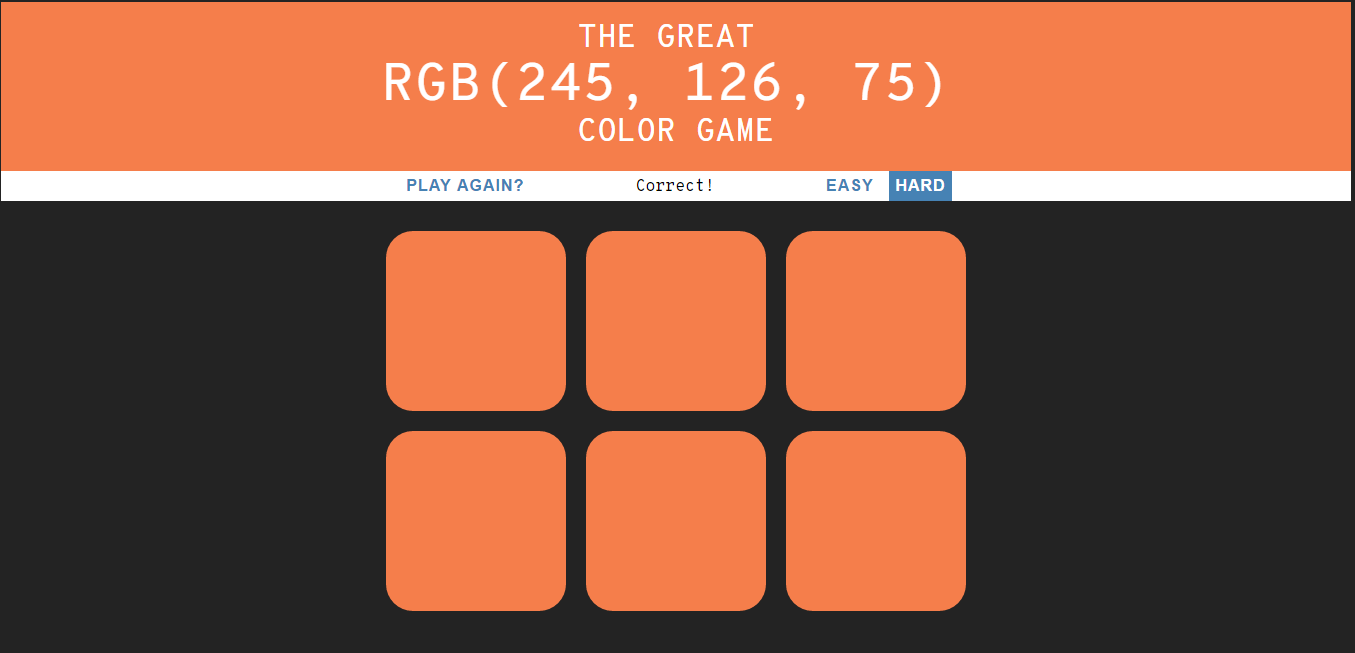 THE GREAT
RGB(245, 126, 75)
COLOR GAME
PLAY AGAIN? Correct! EASY HARD